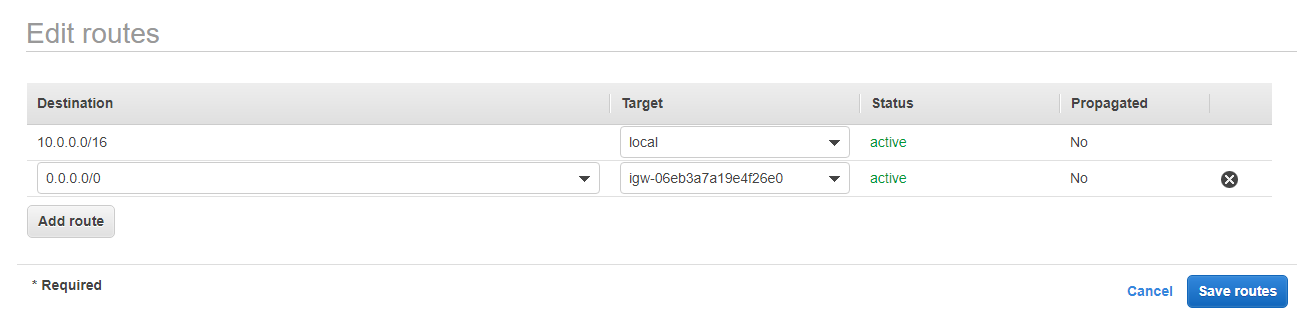 Edit routes
Destination Target Status Propagated
10.0.0.0/16 local active No
0.0.0.0/0 igw-06eb3a7a19e4f26e0 active No
Add route
* Required
Cancel Save routes